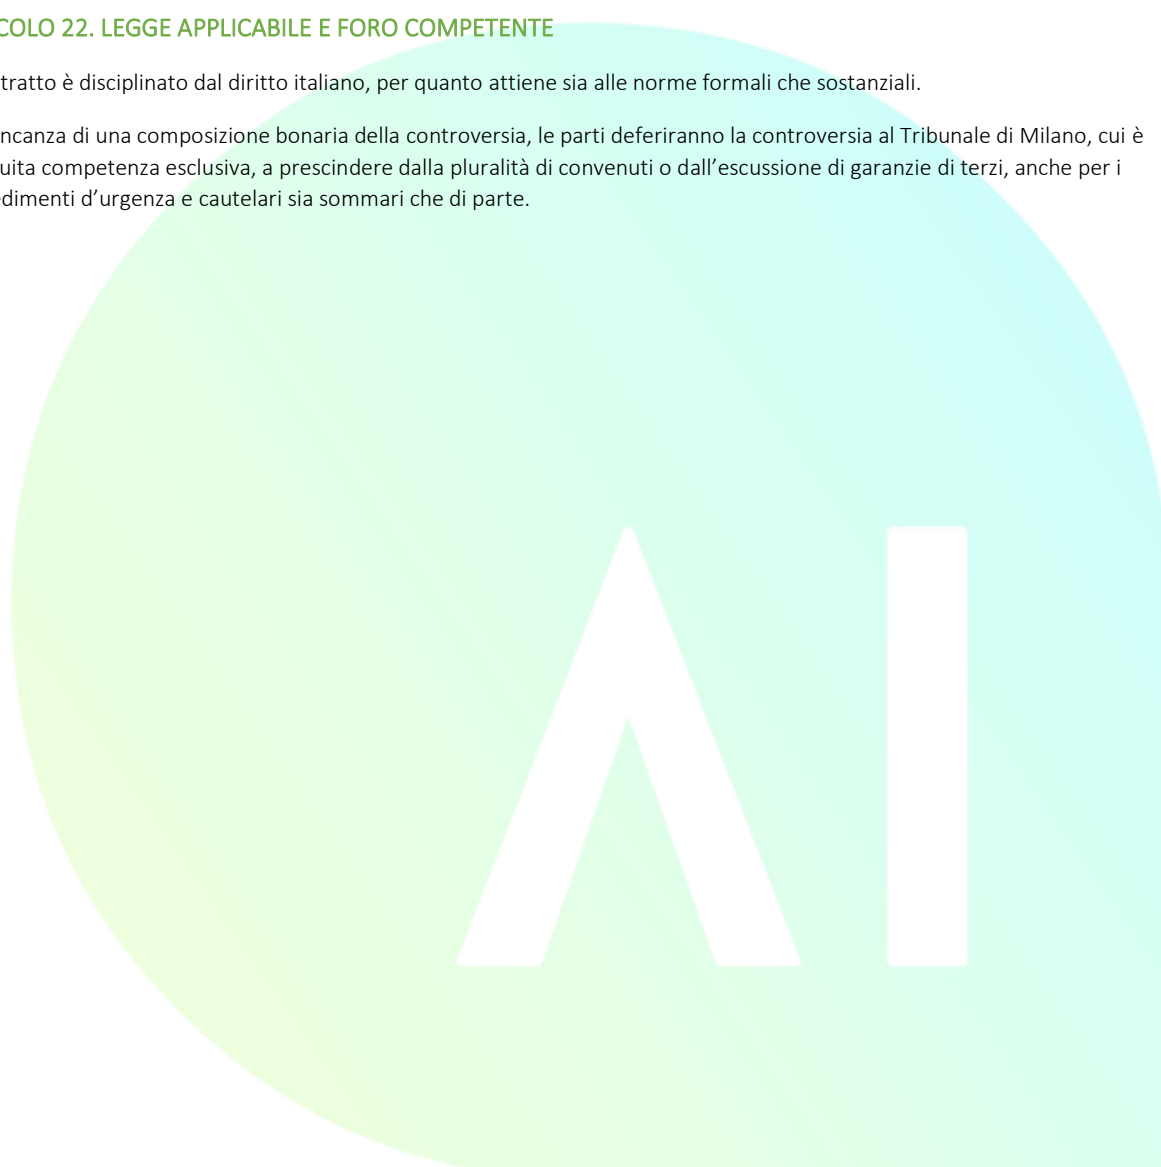 COLO 22. LEGGE APPLICABILE E FORO COMPETENTE
tratto è disciplinato dal diritto italiano, per quanto attiene sia alle norme formali che sostanziali.
ncanza di una composizione bonaria della controversia, le parti deferiranno la controversia al Tribunale di Milano, cui è
uita competenza esclusiva, a prescindere dalla pluralità di convenuti o dall’escussione di garanzie di terzi, anche per i
edimenti d’urgenza e cautelari sia sommari che di parte.
AI